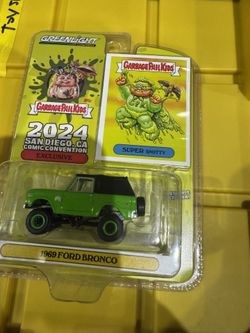 GREENLIGHT
GARBAGE PAIL KIDS
2024
SAN DIEGO, CA
COMIC CONVENTION
EXCLUSIVE
GARBAGE PAIL KIDS
SUPER SNOTTY
1969 FORD BRONCO